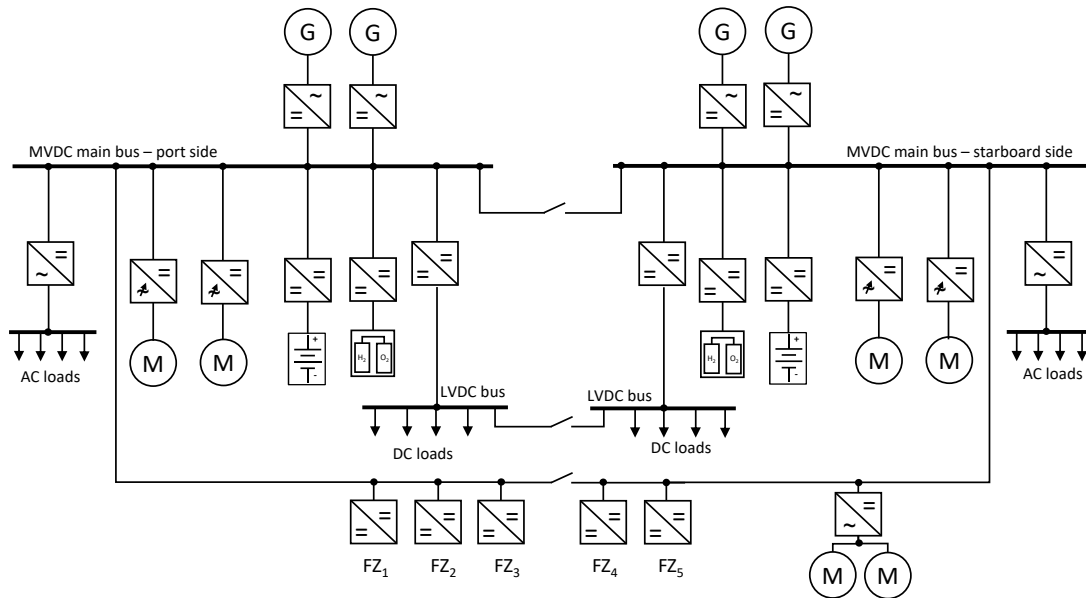 G G G G
MVDC main bus – port side
MVDC main bus – starboard side
+ -
H2 O2
H2 O2
+ -
M M
M M
AC loads
AC loads
LVDC bus
LVDC bus
DC loads
DC loads
FZ1 FZ2 FZ3 FZ4 FZ5
M M